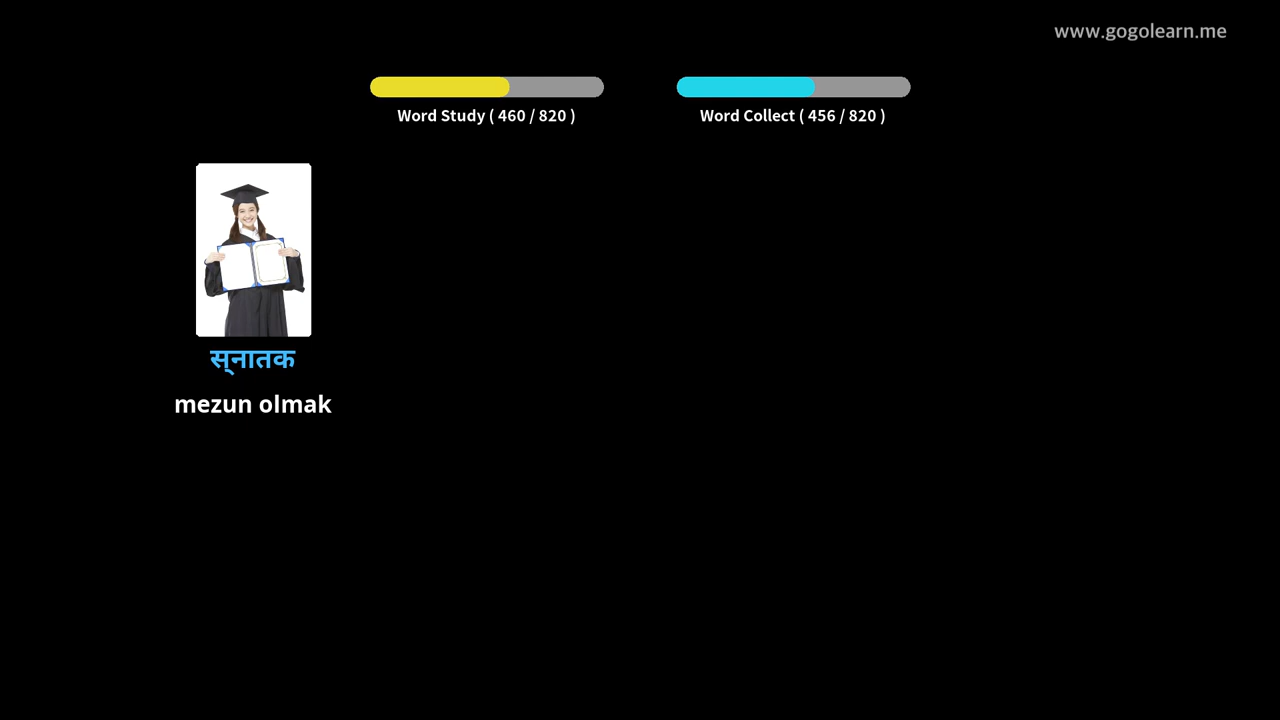 www.gogolearn.me
Word Study ( 460 / 820 )
Word Collect ( 456 / 820 )
स्नातक
mezun olmak